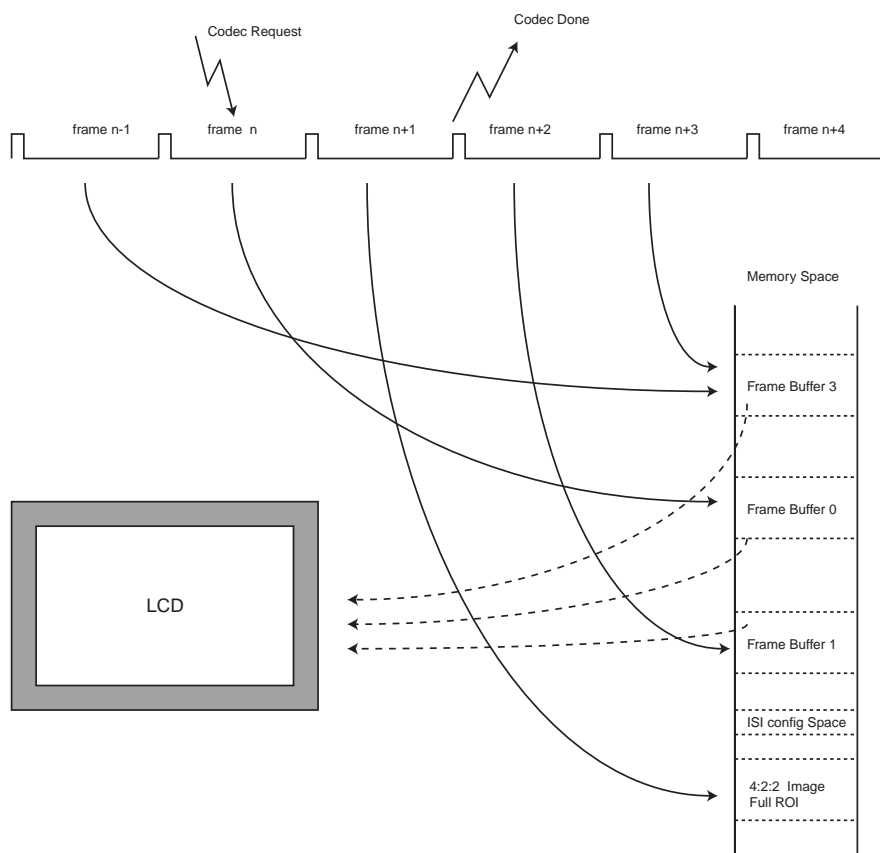 Codec Request
Codec Done
frame n-1
frame n
frame n+1
frame n+2
frame n+3
frame n+4
Memory Space
Frame Buffer 3
Frame Buffer 0
LCD
Frame Buffer 1
ISI config Space
4:2:2 Image
Full ROI